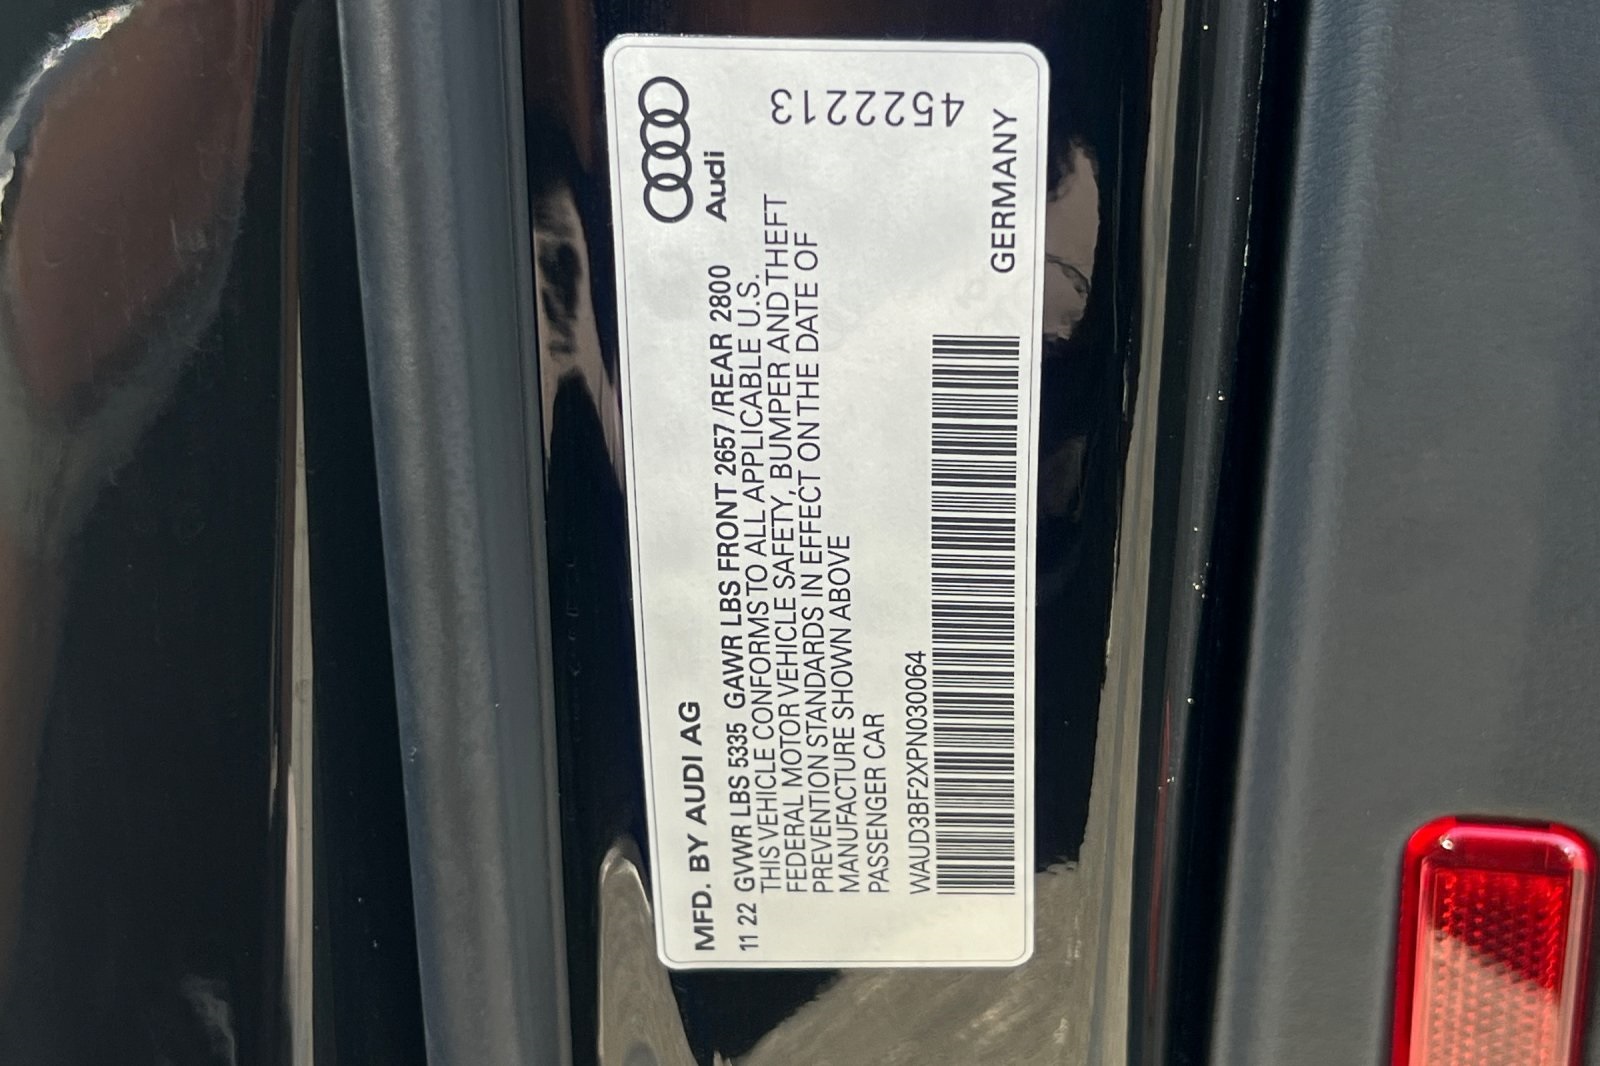 Audi
MFD. BY AUDI AG
11 22 GVWR LBS 5335 GAWR LBS FRONT 2657 /REAR 2800
THIS VEHICLE CONFORMS TO ALL APPLICABLE U.S.
FEDERAL MOTOR VEHICLE SAFETY, BUMPER AND THEFT
PREVENTION STANDARDS IN EFFECT ON THE DATE OF
MANUFACTURE SHOWN ABOVE
PASSENGER CAR
WAUD3BF2XPN030064
4522213
GERMANY